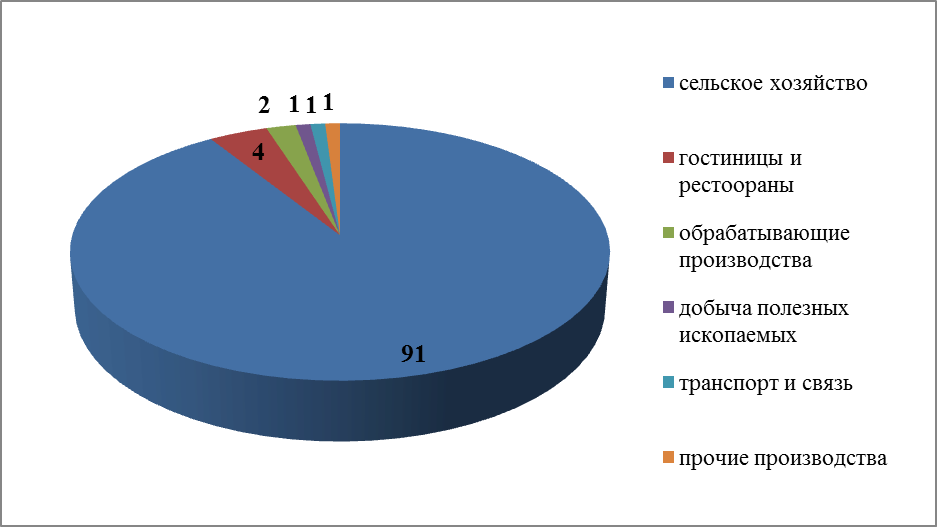 2 1 1 1
4
91
сельское хозяйство
гостиницы и
рестоораны
обрабатывающие
производства
добыча полезных
ископаемых
транспорт и связь
прочие производства